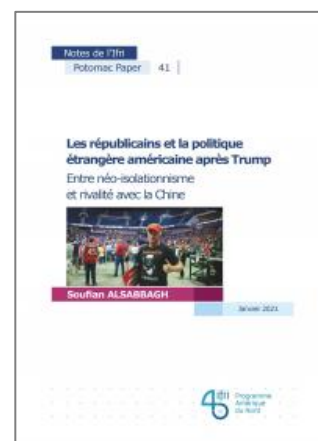 Notes de l'Ifri
Potomac Paper 41
Les républicains et la politique
étrangère américaine après Trump
Entre néo-isolationnisme
et rivalité avec la Chine
Soufian ALSABBAGH
Janvier 2021
ifri Programme
Amérique
du Nord